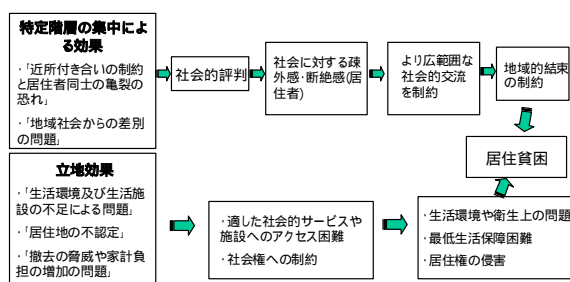 特定階層の集中によ
る効果
・「近所付き合いの制約
と居住者同士の亀裂の
恐れ」
・「地域社会からの差別
の問題」
社会的評判
社会に対する疎
外感・断絶感(居
住者)
より広範囲な
社会的交流
を制約
地域的結束
の制約
居住貧困
立地効果
・「生活環境及び生活施
設の不足による問題」
・「居住地の不認定」
・「撤去の脅威や家計負
担の増加の問題」
・適した社会的サービスや
施設へのアクセス困難
・社会権への制約
・生活環境や衛生上の問題
・最低生活保障困難
・居住権の侵害